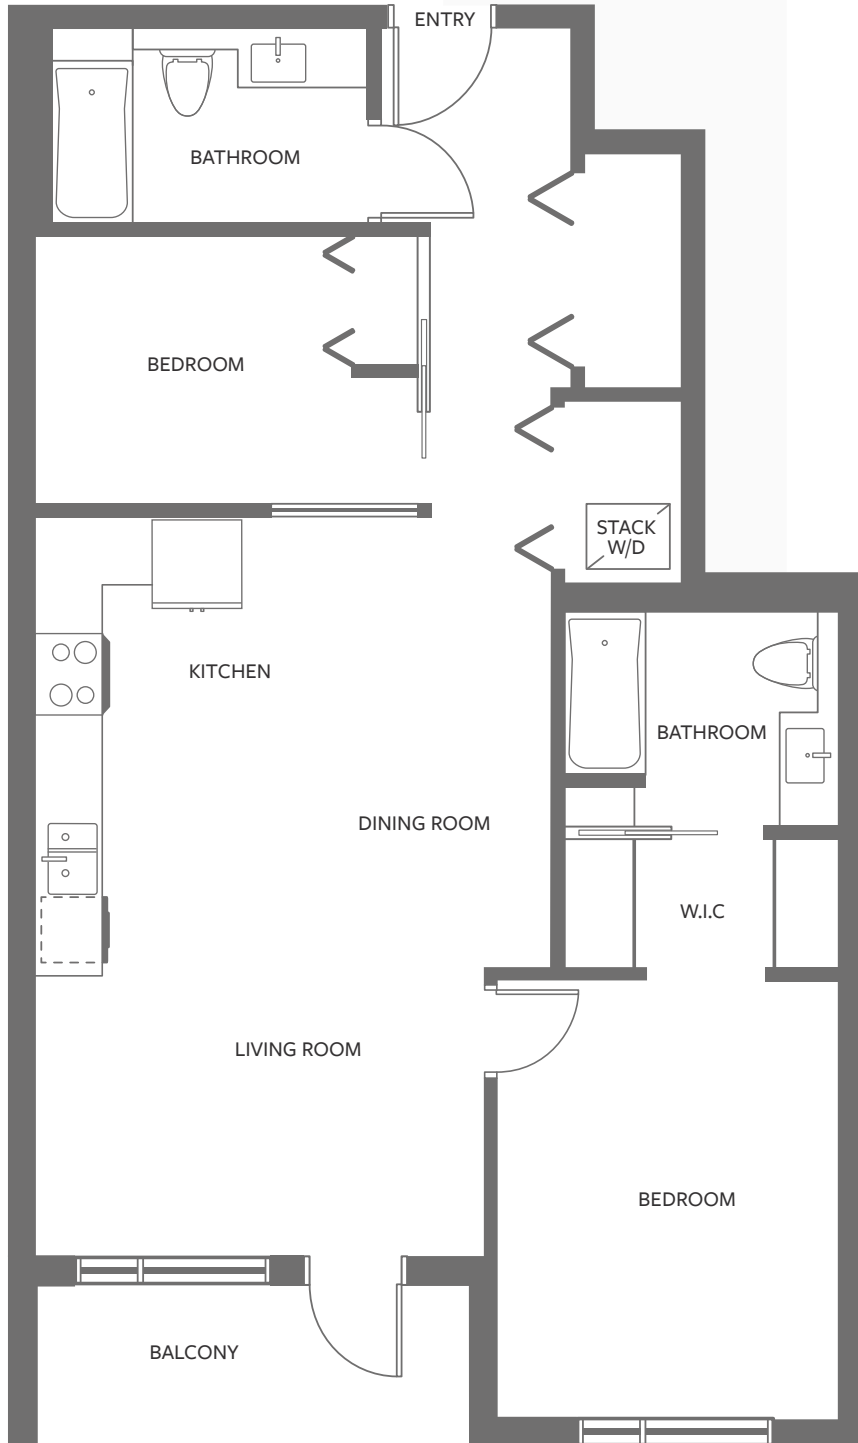 ENTRY
BATHROOM
BEDROOM
STACK
W/D
KITCHEN
BATHROOM
DINING ROOM
W.I.C
LIVING ROOM
BEDROOM
BALCONY